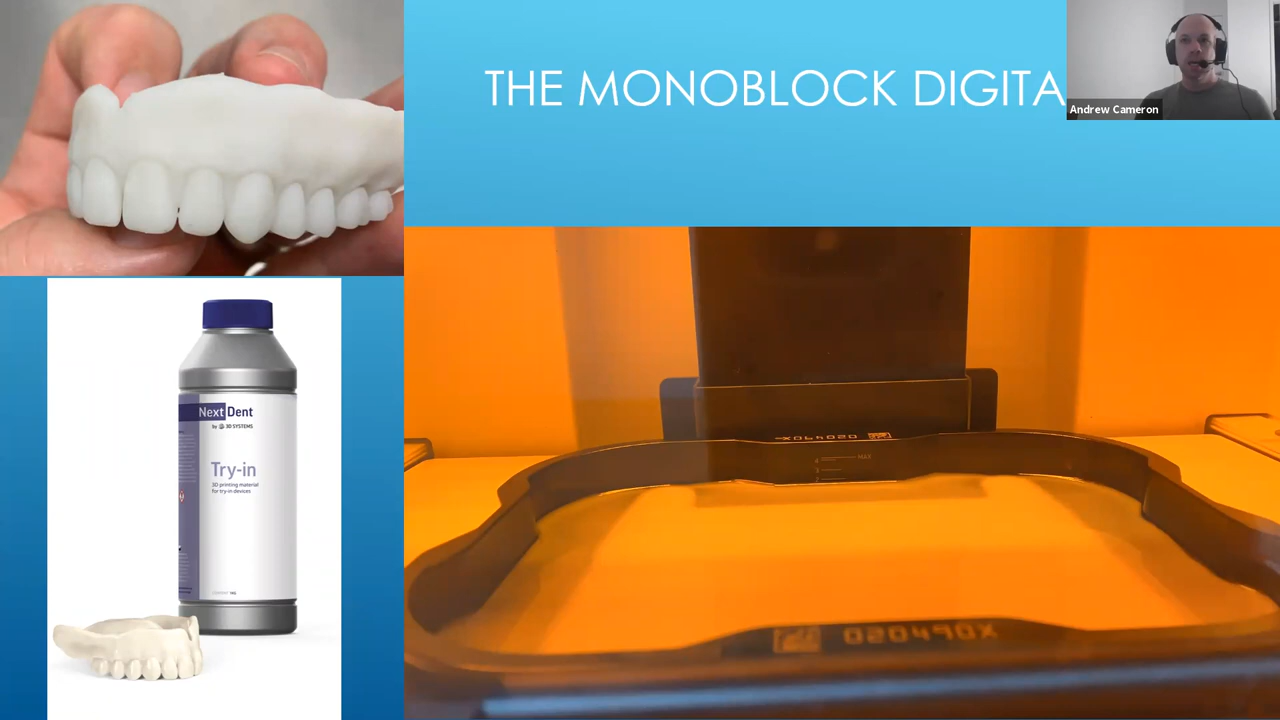 THE MONOBLOCK DIGITA
Andrew Cameron
NextDent
by 3D SYSTEMS
Try-in
3D printing material
for try-in devices
1KG
MAX